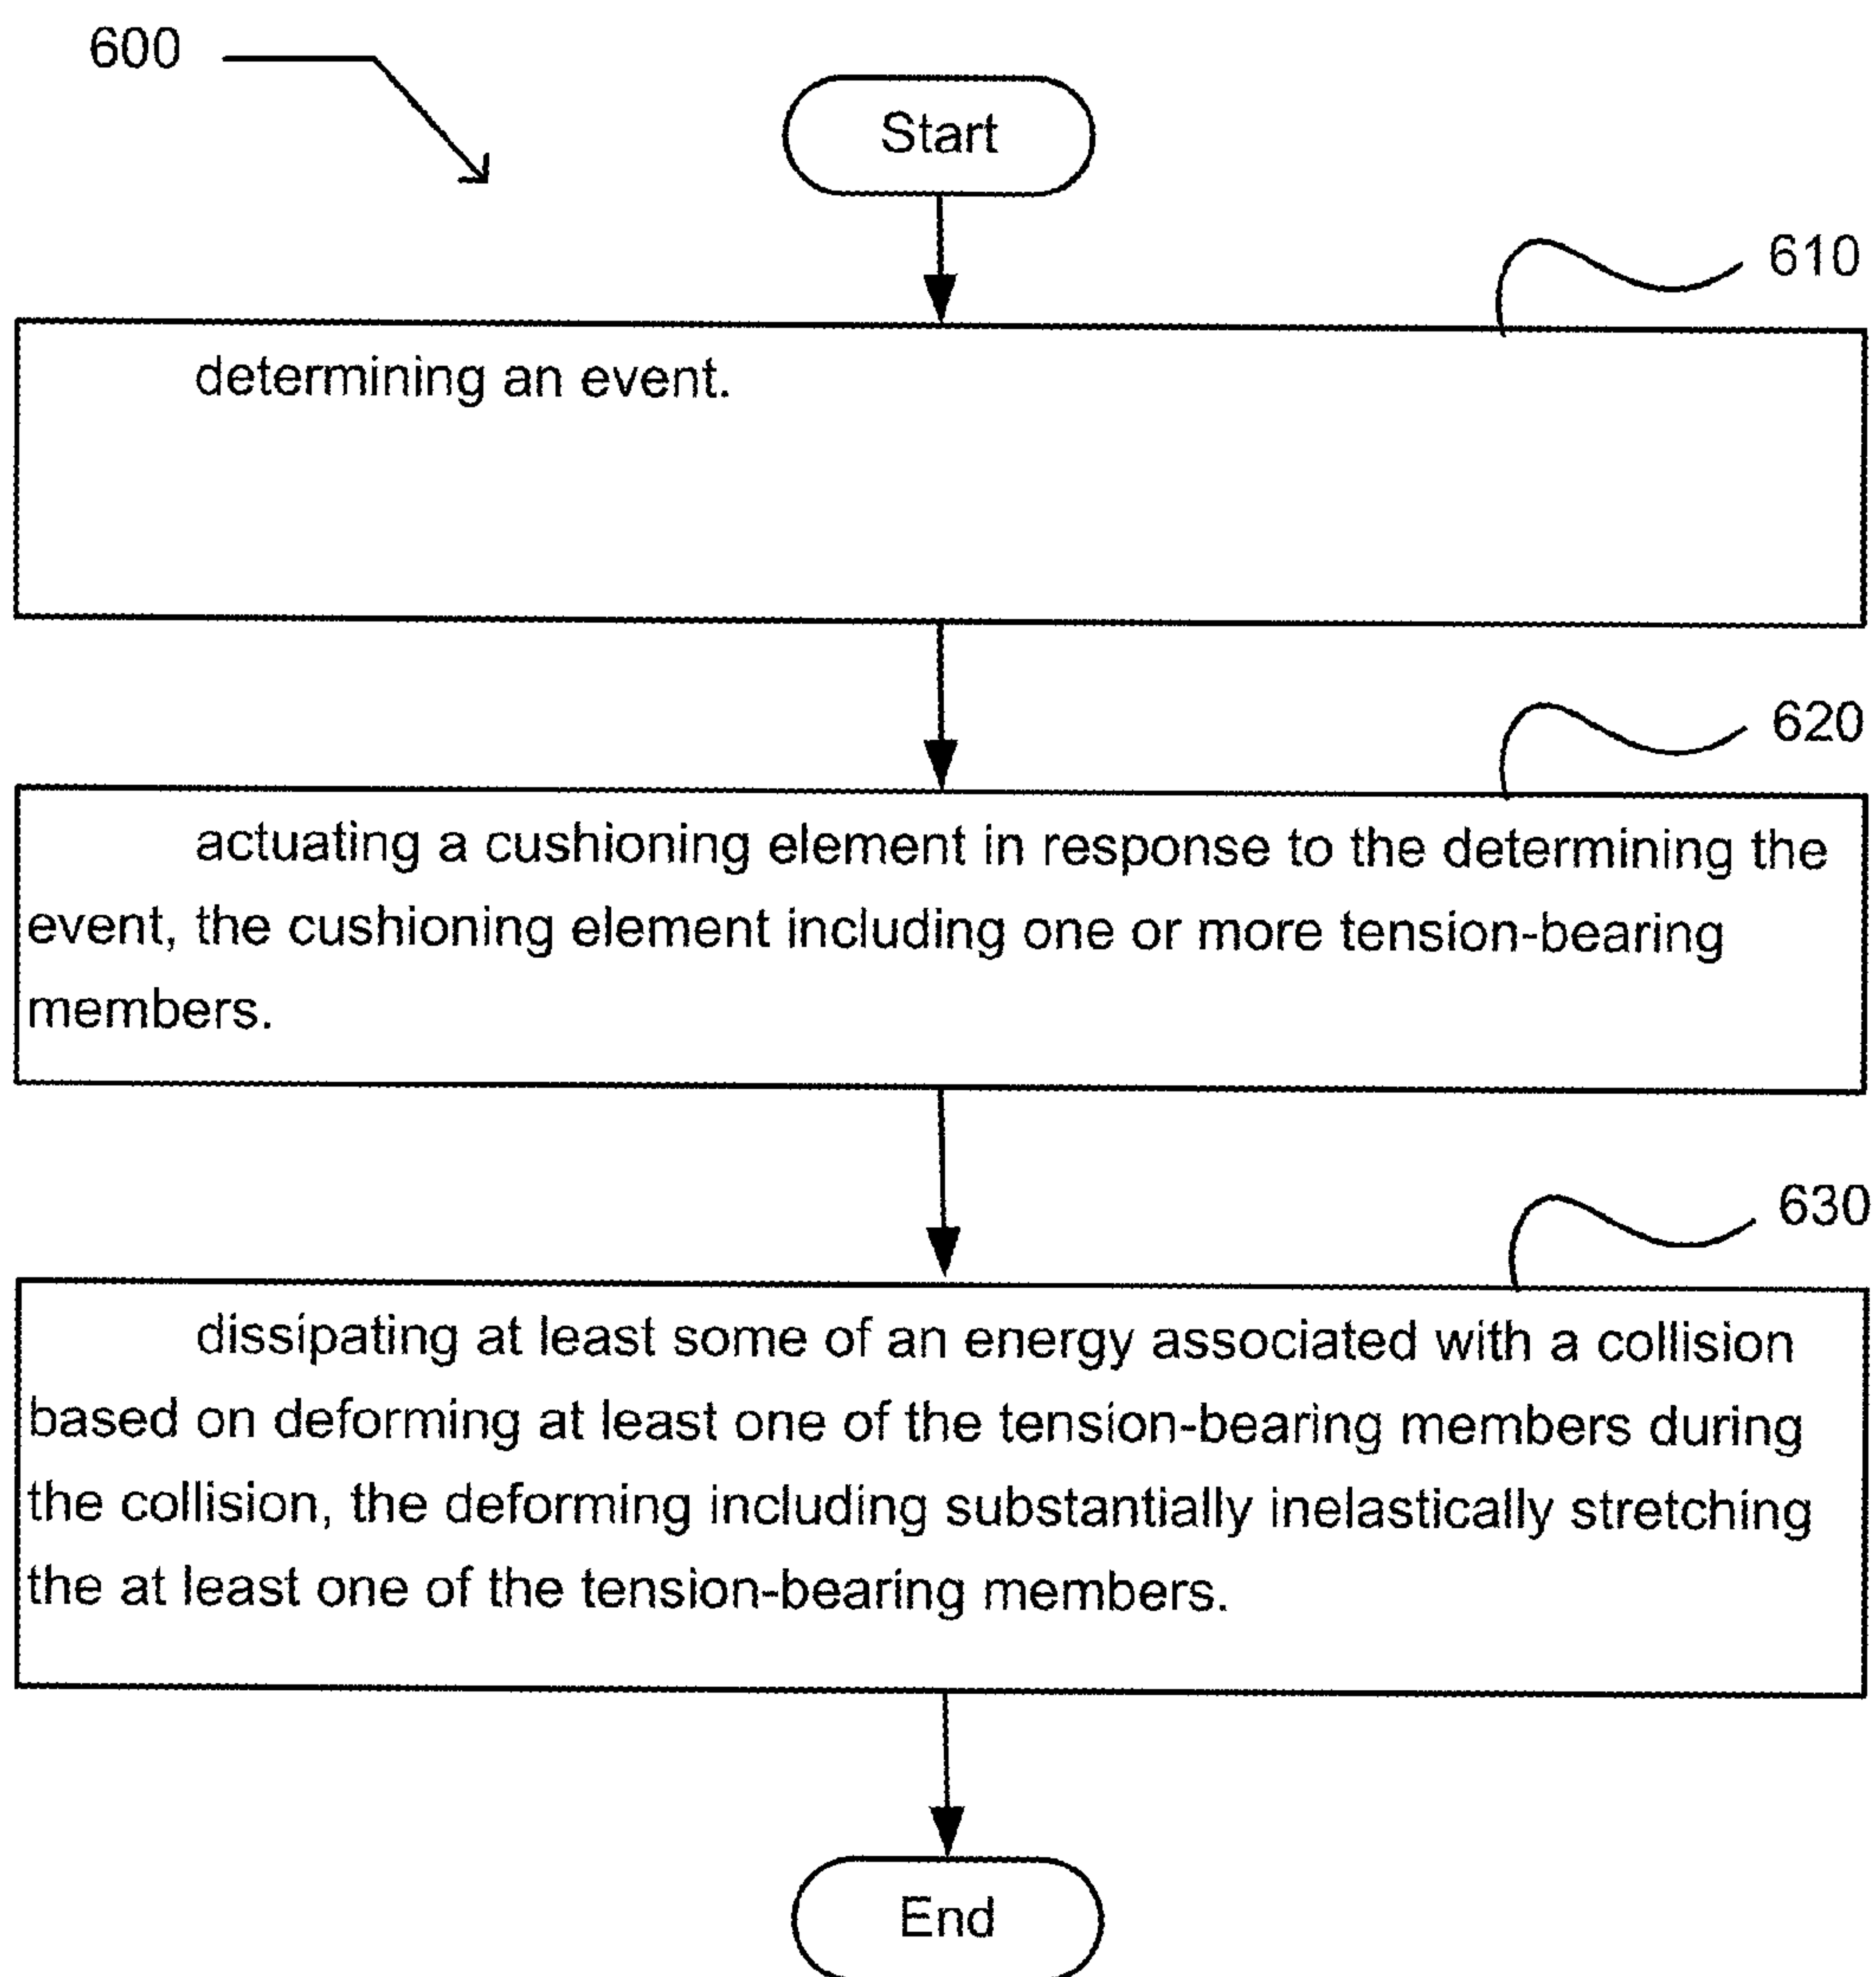 600
Start
610
determining an event.
620
actuating a cushioning element in response to the determining the
event, the cushioning element including one or more tension-bearing
members.
630
dissipating at least some of an energy associated with a collision
based on deforming at least one of the tension-bearing members during
the collision, the deforming including substantially inelastically stretching
the at least one of the tension-bearing members.
End